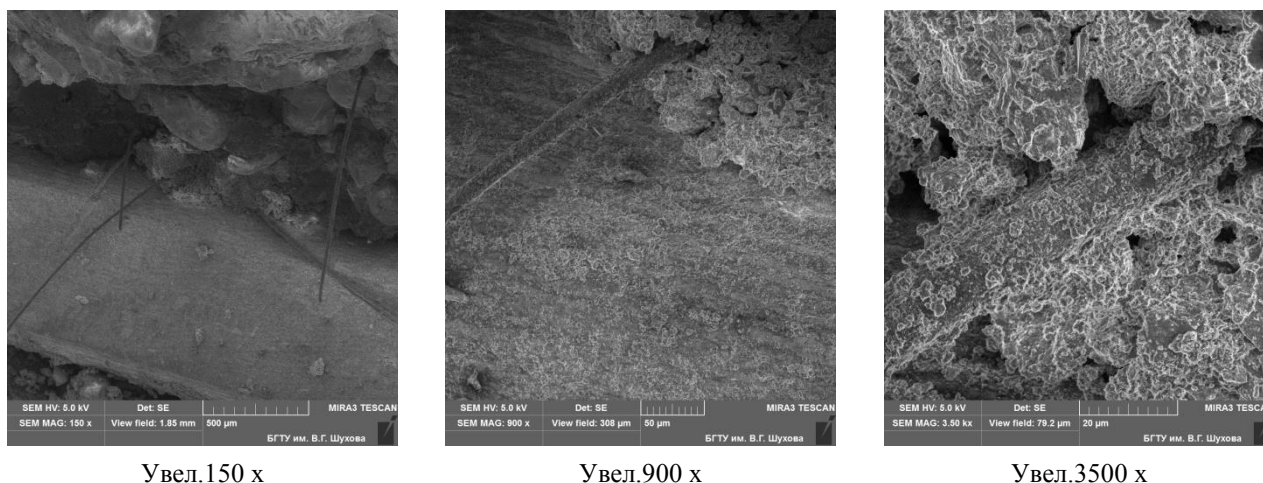 SEM HV: 5.0 kV Det: SE MIRA3 TESCAN
SEM MAG: 150 x View field: 1.85 mm 500 µm
БГТУ им. В.Г. Шухова
Увел.150 х
SEM HV: 5.0 kV Det: SE MIRA3 TESCAN
SEM MAG: 900 x View field: 308 µm 50 µm
БГТУ им. В.Г. Шухова
Увел.900 х
SEM HV: 5.0 kV Det: SE MIRA3 TESCAN
SEM MAG: 3.50 kx View field: 79.2 µm 20 µm
БГТУ им. В.Г. Шухова
Увел.3500 х